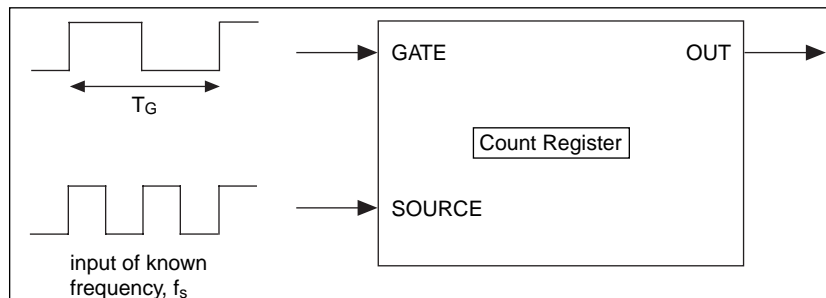 GATE
OUT
T_G
Count Register
SOURCE
input of known
frequency, f_s